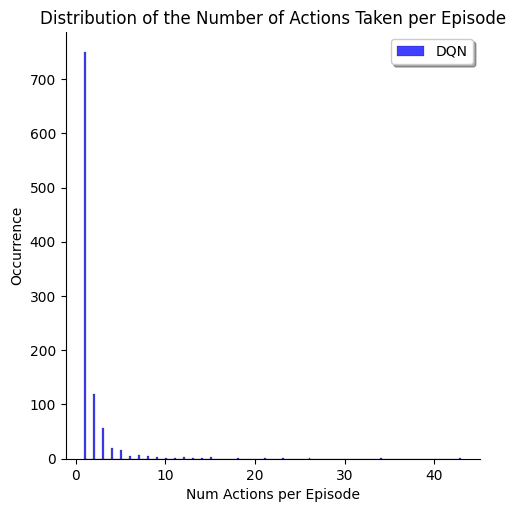 Distribution of the Number of Actions Taken per Episode
DQN
700
600
500
400
300
200
100
0
Occurrence
0 10 20 30 40
Num Actions per Episode